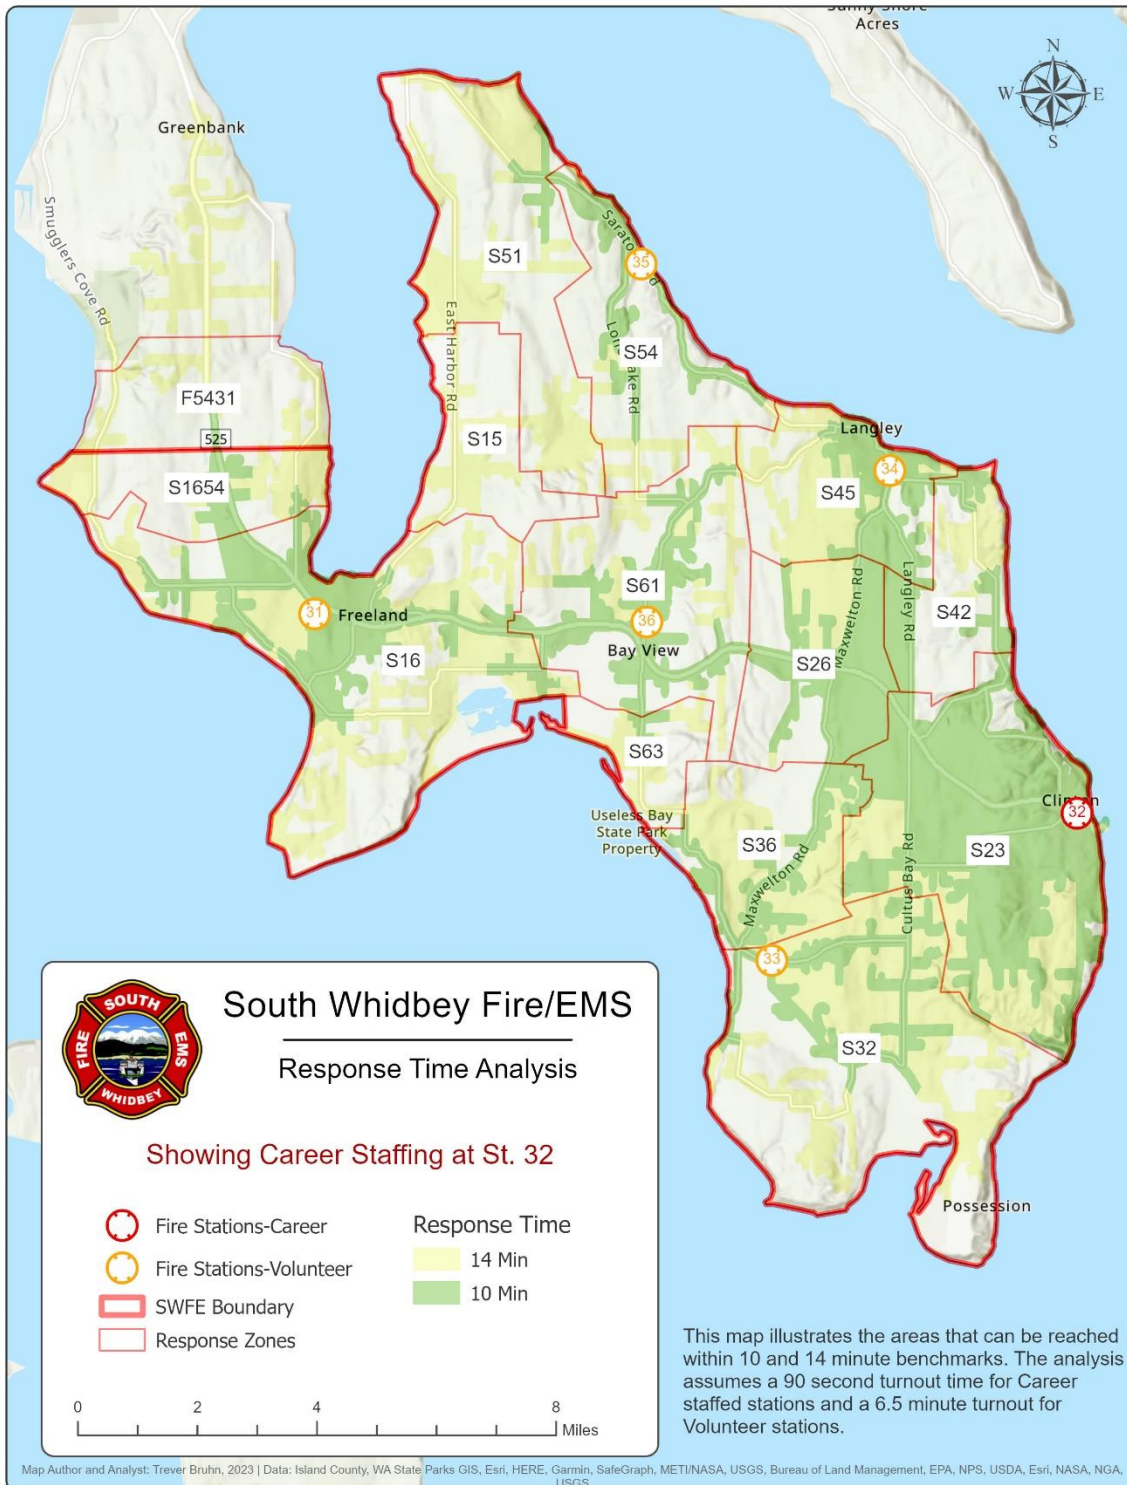 Sunny Shore
Acres
N
W
E
S
Greenbank
Smugglers Cove Rd
S51
Sarato
d
35
East Harbor Rd
Lon
ake Rd
S54
F5431
525
S15
Langley
34
S1654
S45
S61
Maxwelton Rd
Langley Rd
S42
31
Freeland
36
Bay View
S16
S26
S63
Clinton
32
Useless Bay
State Park
Property
S36
Maxwelton Rd
Cultus Bay Rd
S23
33
S32
Possession
SOUTH
FIRE
EMS
WHIDBEY
South Whidbey Fire/EMS
Response Time Analysis
Showing Career Staffing at St. 32
Fire Stations-Career
Fire Stations-Volunteer
SWFE Boundary
Response Zones
Response Time
14 Min
10 Min
0 2 4 8
Miles
This map illustrates the areas that can be reached
within 10 and 14 minute benchmarks. The analysis
assumes a 90 second turnout time for Career
staffed stations and a 6.5 minute turnout for
Volunteer stations.
Map Author and Analyst: Trever Bruhn, 2023 | Data: Island County, WA State Parks GIS, Esri, HERE, Garmin, SafeGraph, METI/NASA, USGS, Bureau of Land Management, EPA, NPS, USDA, Esri, NASA, NGA,
USGS